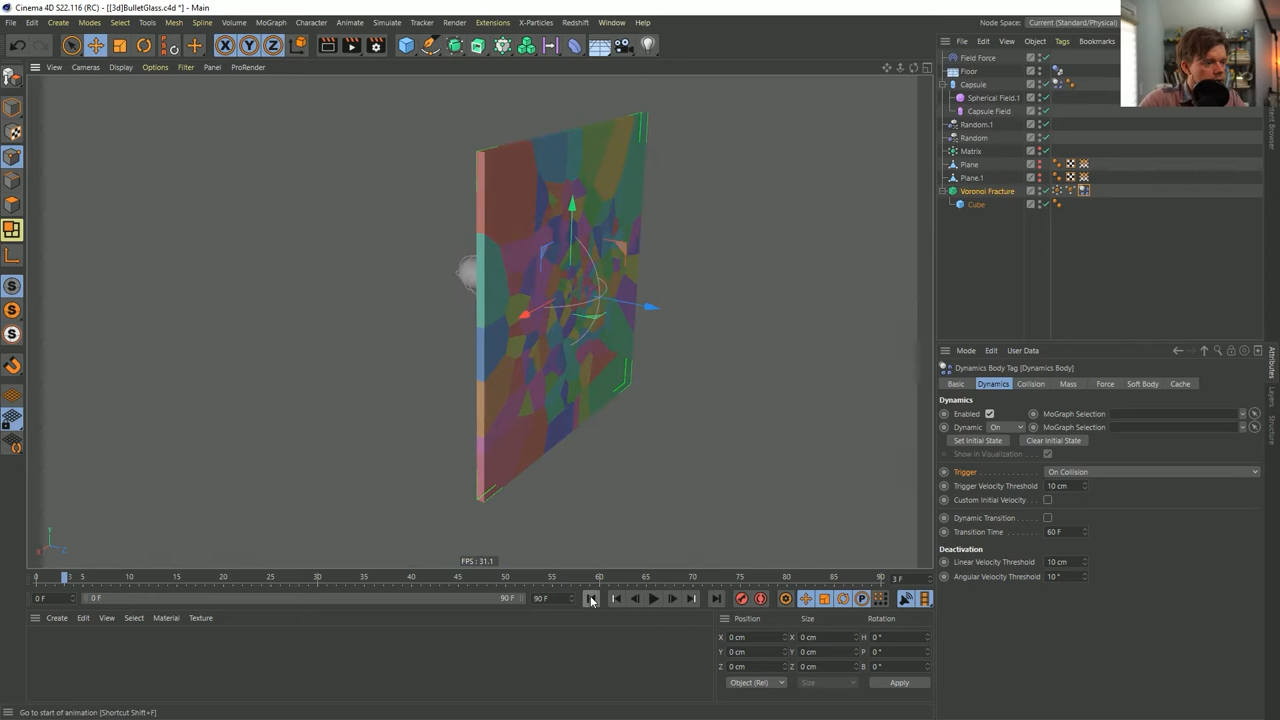 Cinema 4D S22.116 (RC) - [[3d]BulletGlass.c4d *] - Main
File Edit Create Modes Select Tools Mesh Spline Volume MoGraph Character Animate Simulate Tracker Render Extensions X-Particles Redshift Window Help
Node Space: Current (Standard/Physical)
File Edit View Object Tags Bookmarks
View Cameras Display Options Filter Panel ProRender
Field Force
Floor
Capsule
Spherical Field.1
Capsule Field
Random.1
Random
Matrix
Plane
Plane.1
Voronoi Fracture
Cube
Content Browser
Mode Edit User Data
Dynamics Body Tag [Dynamics Body]
Basic Dynamics Collision Mass Force Soft Body Cache
Dynamics
Enabled MoGraph Selection
Dynamic On MoGraph Selection
Set Initial State Clear Initial State
Show in Visualization
Trigger On Collision
Trigger Velocity Threshold 10 cm
Custom Initial Velocity
Dynamic Transition
Transition Time 60 F
Deactivation
Linear Velocity Threshold 10 cm
Angular Velocity Threshold 10 °
Attributes
Layers
Structure
Y
X Z
FPS : 31.1
0 3 5 10 15 20 25 30 35 40 45 50 55 60 65 70 75 80 85 90 3 F
0 F 0 F 90 F 90 F
Create Edit View Select Material Texture
Position Size Rotation
X 0 cm X 0 cm H 0 °
Y 0 cm Y 0 cm P 0 °
Z 0 cm Z 0 cm B 0 °
Object (Rel) Size Apply
Go to start of animation [Shortcut Shift+F]